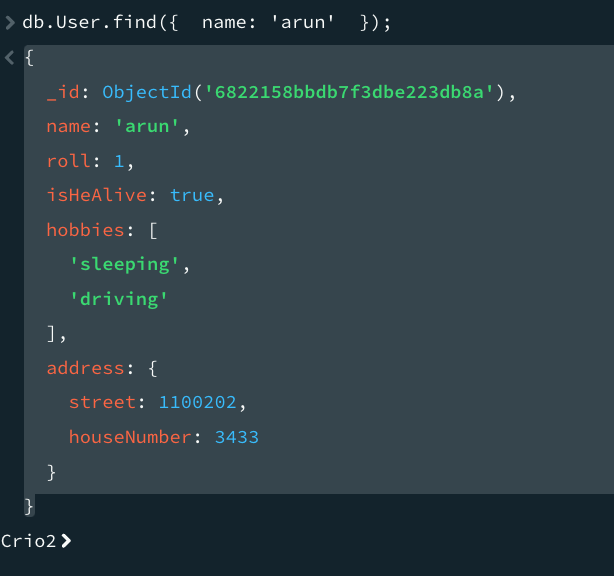 > db.User.find({  name: 'arun'  });
< {
    _id: ObjectId('6822158bbdb7f3dbe223db8a'),
    name: 'arun',
    roll: 1,
    isHeAlive: true,
    hobbies: [
      'sleeping',
      'driving'
    ],
    address: {
      street: 1100202,
      houseNumber: 3433
    }
  }
Crio2>